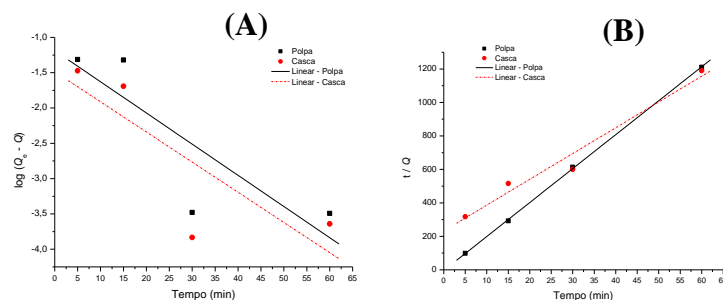 (A)
-1,0
-1,5
-2,0
-2,5
-3,0
-3,5
-4,0
log (Qe - Q)
0 5 10 15 20 25 30 35 40 45 50 55 60 65
Tempo (min)
Polpa
Casca
Linear - Polpa
Linear - Casca
(B)
1200
1000
800
600
400
200
0
t / Q
0 5 10 15 20 25 30 35 40 45 50 55 60 65
Tempo (min)
Polpa
Casca
Linear - Polpa
Linear - Casca